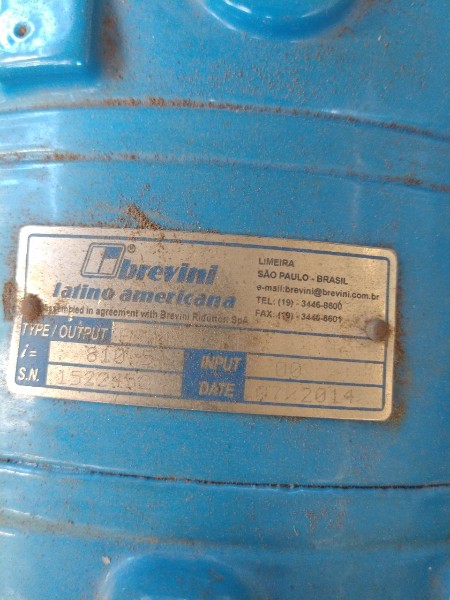 brevini®
latino americana
assembled in agreement with Brevini Riduttori SpA
LIMEIRA
SÃO PAULO - BRASIL
e-mail:brevini@brevini.com.br
TEL: (19) - 3446-8600
FAX: (19) - 3446-8601
TYPE/OUTPUT
i=
INPUT 00
S.N.
DATE 2014